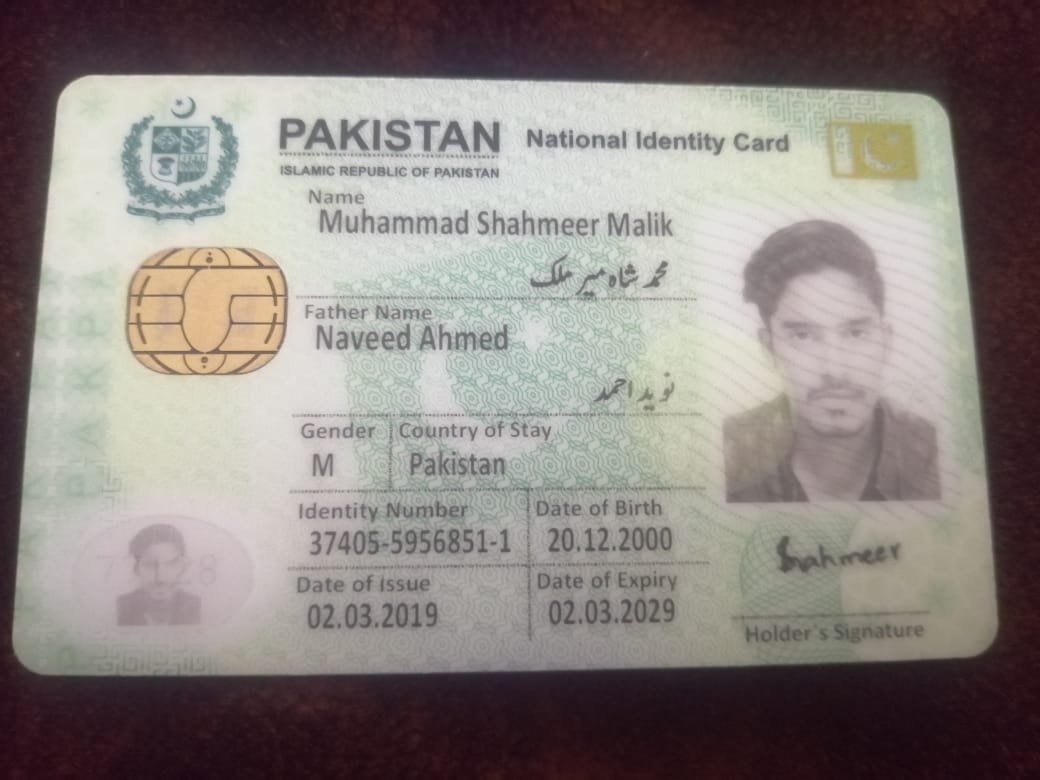 PAKISTAN National Identity Card
ISLAMIC REPUBLIC OF PAKISTAN
Name
Muhammad Shahmeer Malik
محمد شاہ میر ملک
Father Name
Naveed Ahmed
نوید احمد
Gender Country of Stay
M Pakistan
Identity Number Date of Birth
37405-5956851-1 20.12.2000
Date of Issue Date of Expiry
02.03.2019 02.03.2029
Shahmeer
Holder's Signature